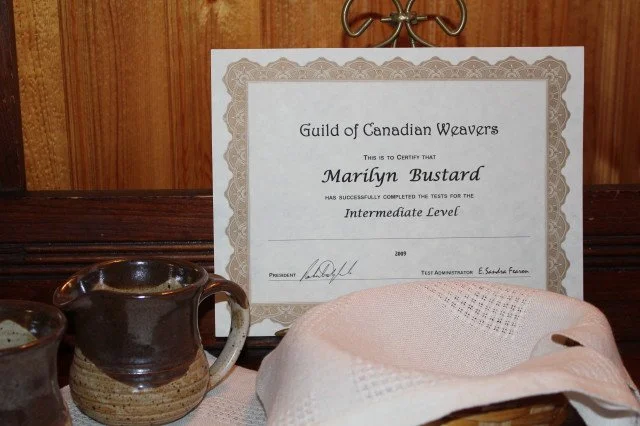 Guild of Canadian Weavers
THIS IS TO CERTIFY THAT
Marilyn Bustard
HAS SUCCESSFULLY COMPLETED THE TESTS FOR THE
Intermediate Level
2009
PRESIDENT TEST ADMINISTRATOR E. Sandra Fearon